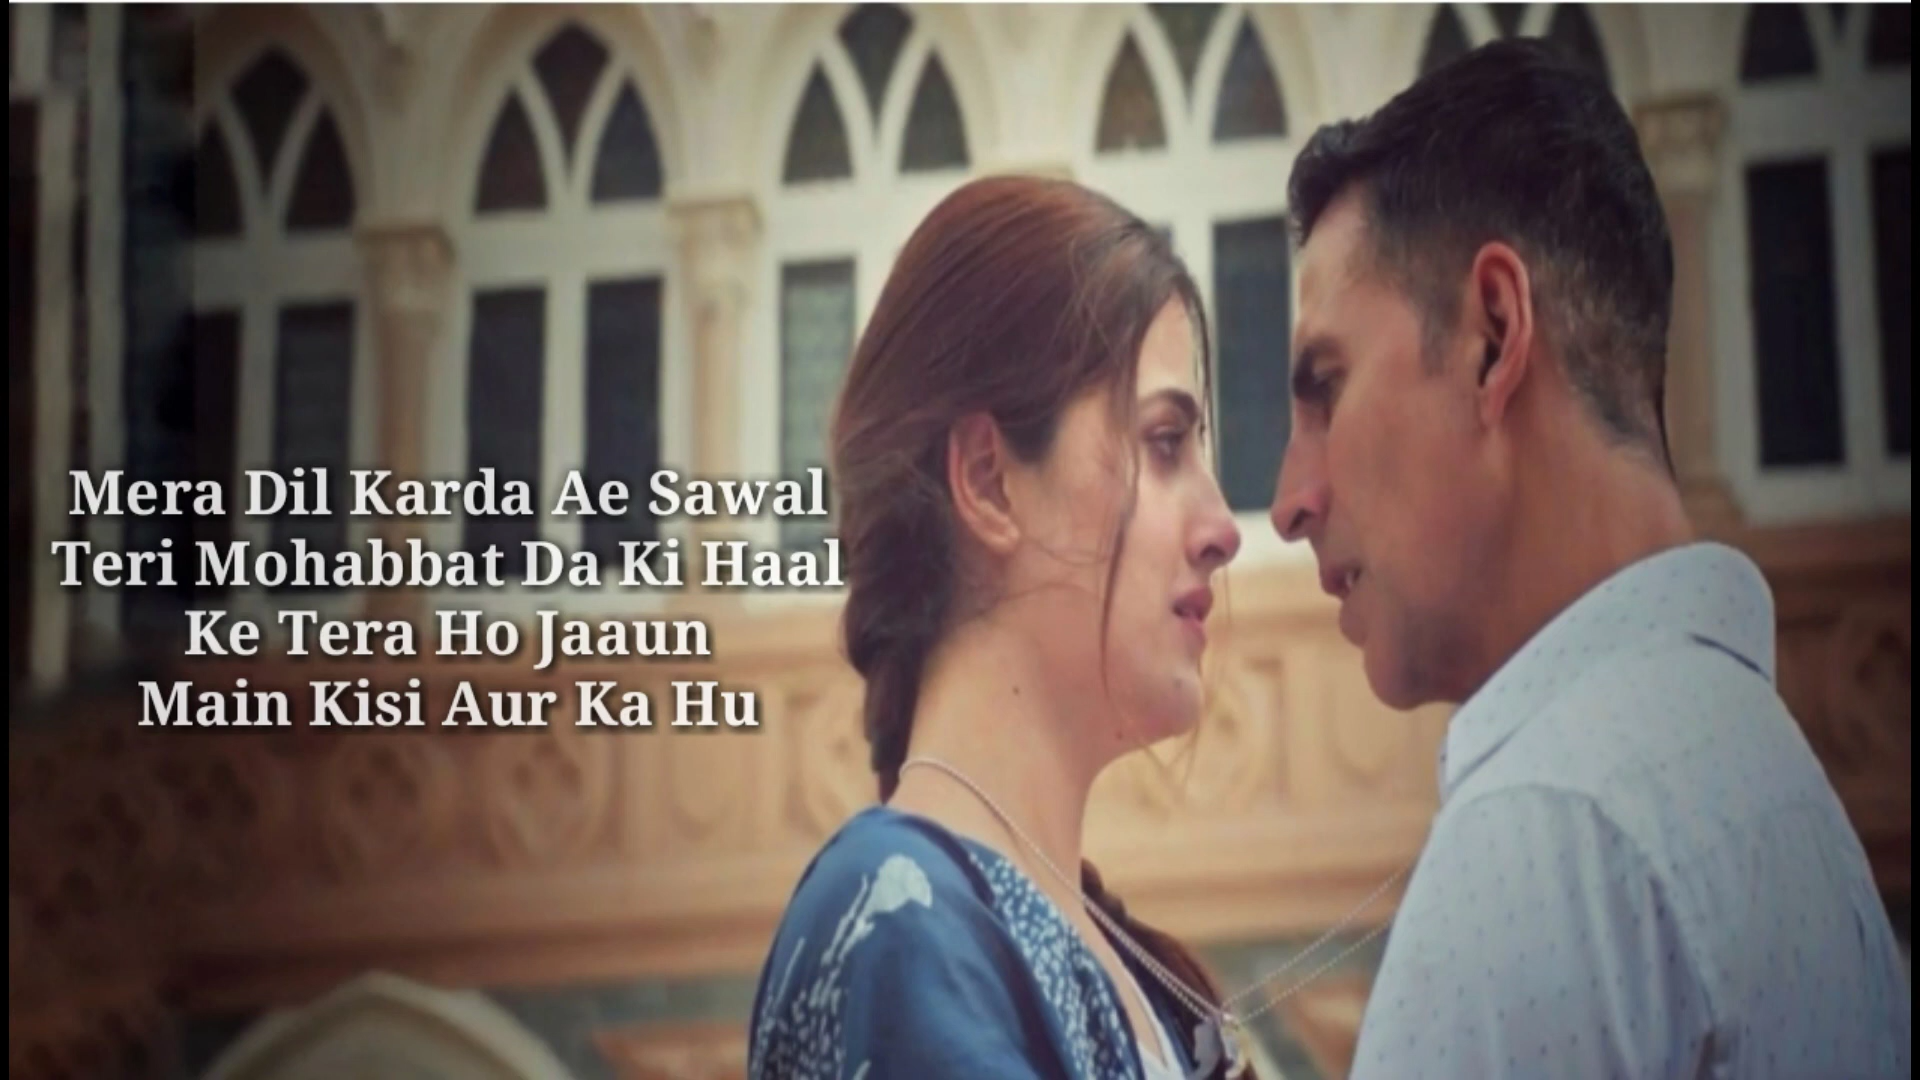 Mera Dil Karda Ae Sawal
Teri Mohabbat Da Ki Haal
Ke Tera Ho Jaaun
Main Kisi Aur Ka Hu